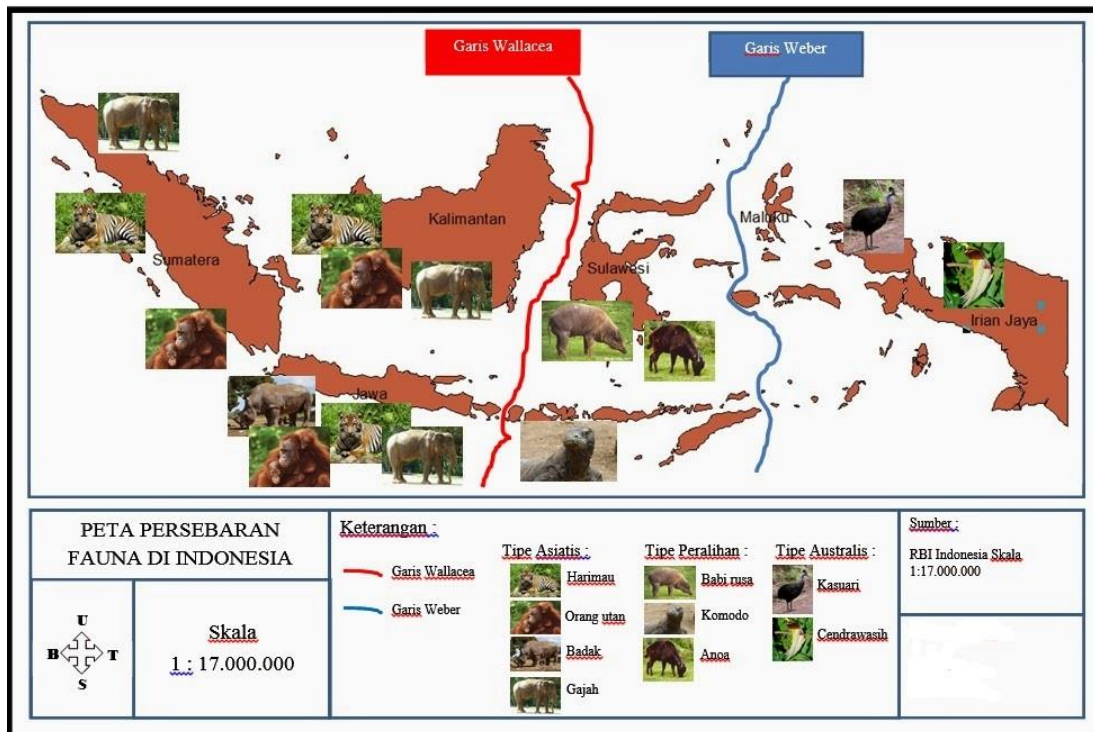 Garis Wallacea
Garis Weber
Kalimantan
Maluku
Sumatera
Sulawesi
Irian Jaya
Jawa
PETA PERSEBARAN
FAUNA DI INDONESIA
U
B
T
S
Skala
1 : 17.000.000
Keterangan :
Garis Wallacea
Garis Weber
Tipe Asiatis :
Harimau
Orang utan
Badak
Gajah
Tipe Peralihan :
Babi rusa
Komodo
Anoa
Tipe Australis :
Kasuari
Cendrawasih
Sumber :
RBI Indonesia Skala
1:17.000.000